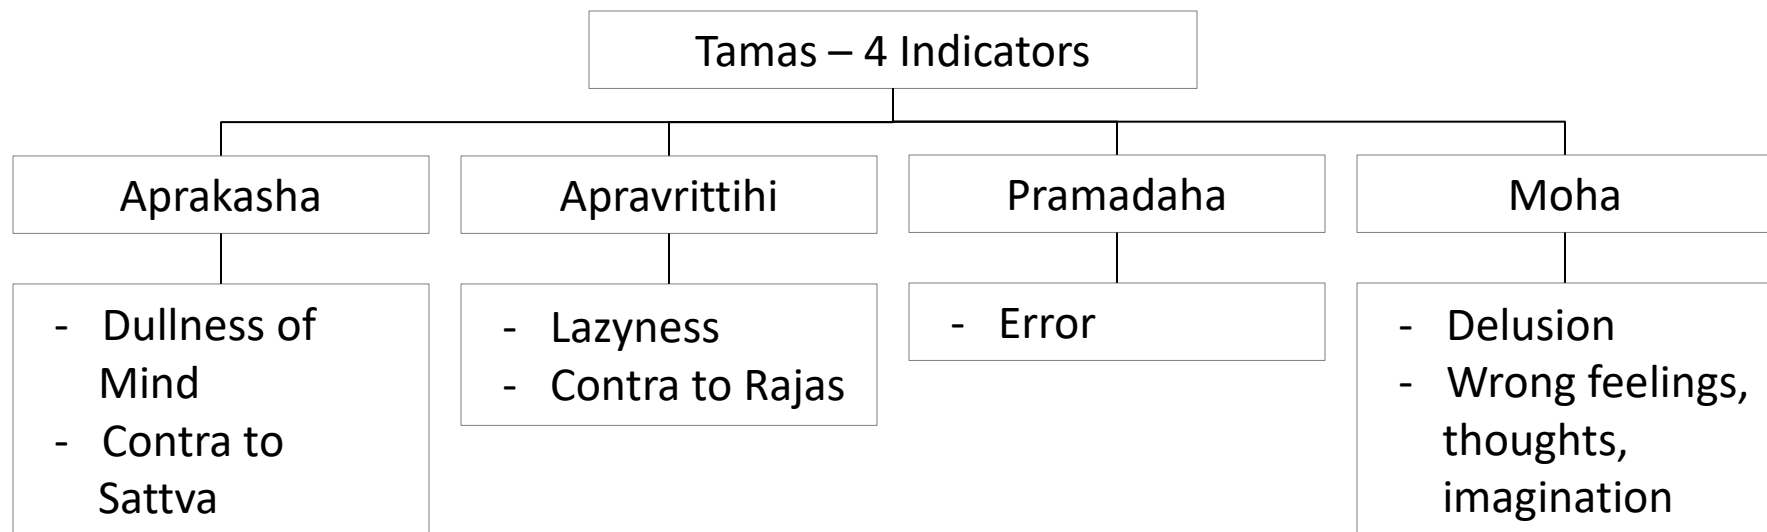 Tamas – 4 Indicators
Aprakasha
Apravrittihi
Pramadaha
Moha
- Dullness of
Mind
- Contra to
Sattva
- Lazyness
- Contra to Rajas
- Error
- Delusion
- Wrong feelings,
thoughts,
imagination